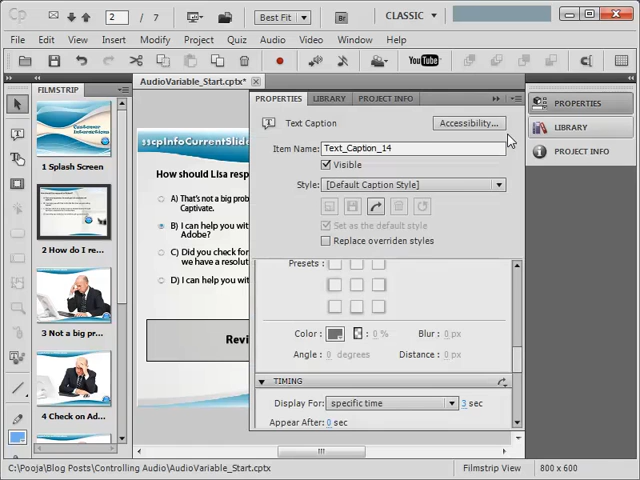 Cp
2 / 7
Best Fit
Br
CLASSIC
File Edit View Insert Modify Project Quiz Audio Window Help
YouTube
AudioVariable_Start.cptx*
FILMSTRIP
Customer
Interactions
1 Splash Screen
2 How do I re...
3 Not a big pr...
4 Check on Ad...
$$cpInfoCurrentSlide
How should Lisa resp
A) That's not a big prob
Captivate.
B) I can help you wit
Adobe?
C) Did you check for
we have a resolut
D) I can help you wit
Revi
PROPERTIES LIBRARY PROJECT INFO
Text Caption
Accessibility...
Item Name: Text_Caption_14
Visible
Style: [Default Caption Style]
Set as the default style
Replace overriden styles
Presets
Color: 0 % Blur: 0 px
Angle: 0 degrees Distance: 0 px
TIMING
Display For: specific time 3 sec
Appear After: 0 sec
PROPERTIES
LIBRARY
PROJECT INFO
C:\Pooja\Blog Posts\Controlling Audio\AudioVariable_Start.cptx
Filmstrip View
800 x 600